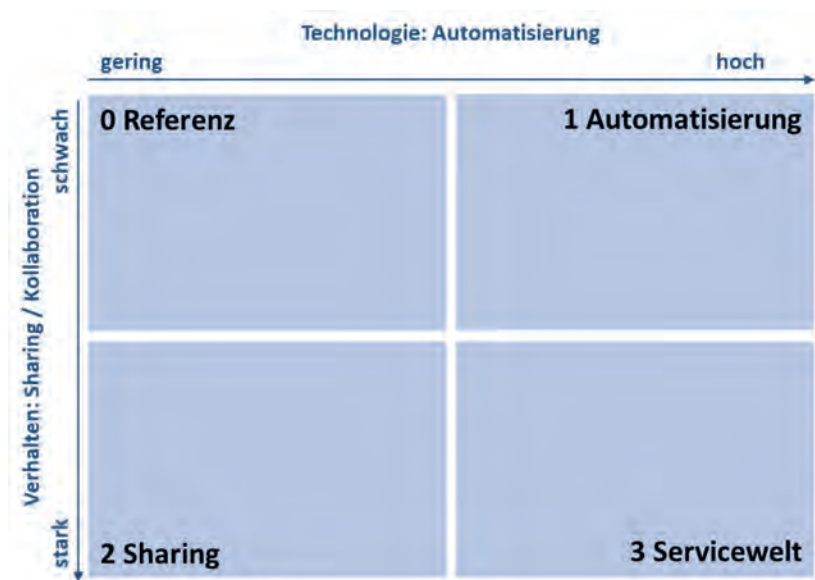 Technologie: Automatisierung
gering hoch
Verhalten: Sharing / Kollaboration
schwach
stark
0 Referenz
1 Automatisierung
2 Sharing
3 Servicewelt